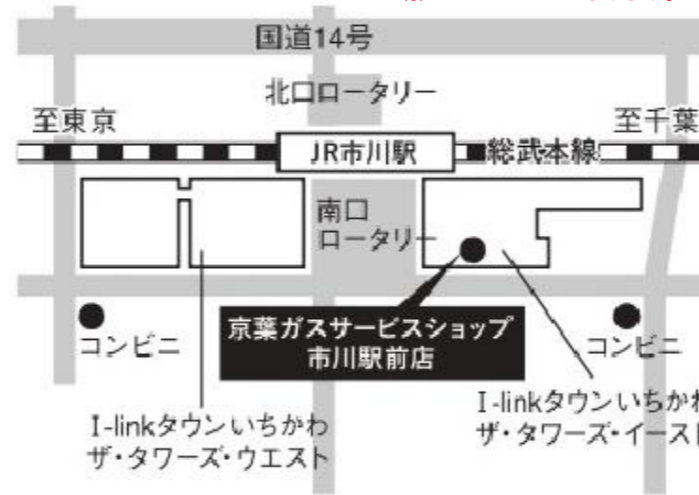 国道14号
北口ロータリー
至東京
至千葉
JR市川駅
総武本線
南口
ロータリー
京葉ガスサービスショップ
市川駅前店
コンビニ
コンビニ
I-linkタウンいちかわ
ザ・タワーズ・ウエスト
I-linkタウンいちかわ
ザ・タワーズ・イースト